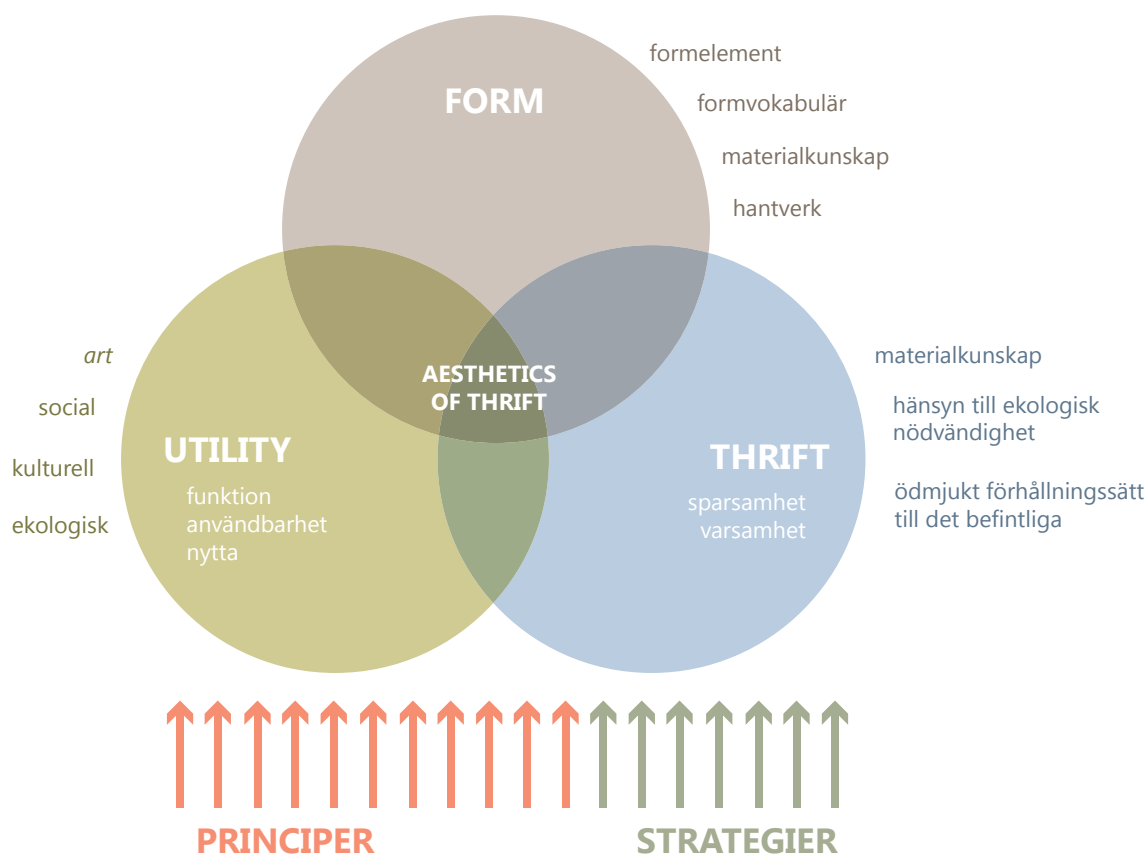 FORM
formelement
formvokabulär
materialkunskap
hantverk
AESTHETICS
OF THRIFT
art
social
kulturell
ekologisk
UTILITY
funktion
användbarhet
nytta
THRIFT
sparsamhet
varsamhet
materialkunskap
hänsyn till ekologisk
nödvändighet
ödmjukt förhållningssätt
till det befintliga
PRINCIPER
STRATEGIER